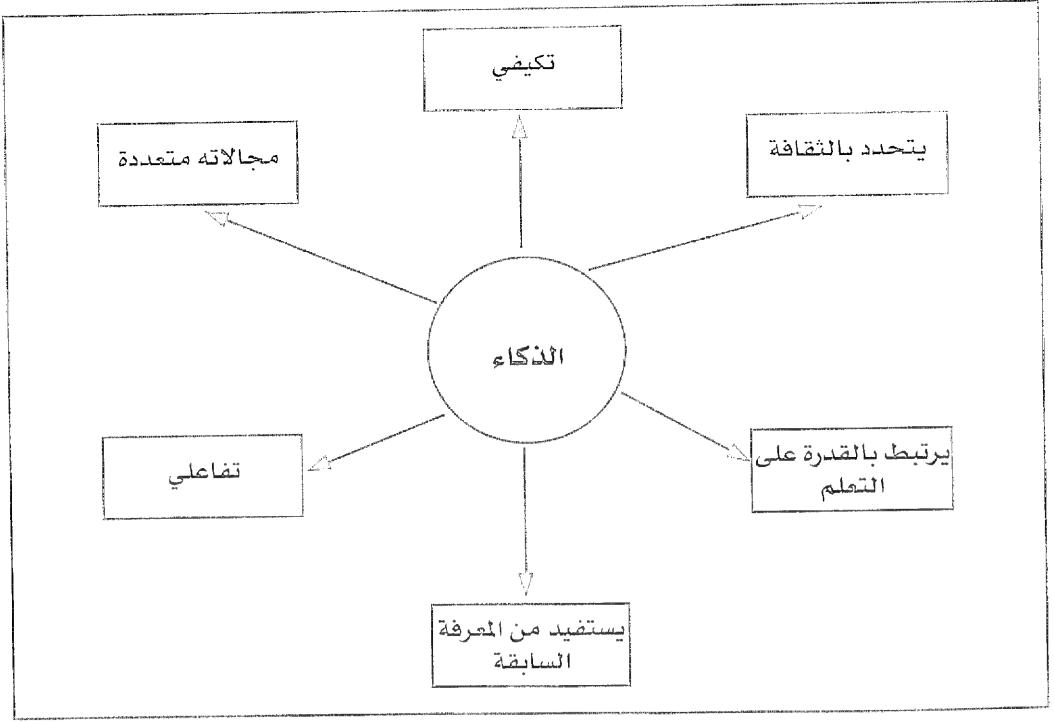 تكيفي
يتحدد بالثقافة
مجالاته متعددة
الذكاء
يرتبط بالقدرة على
التعلم
تفاعلي
يستفيد من المعرفة
السابقة